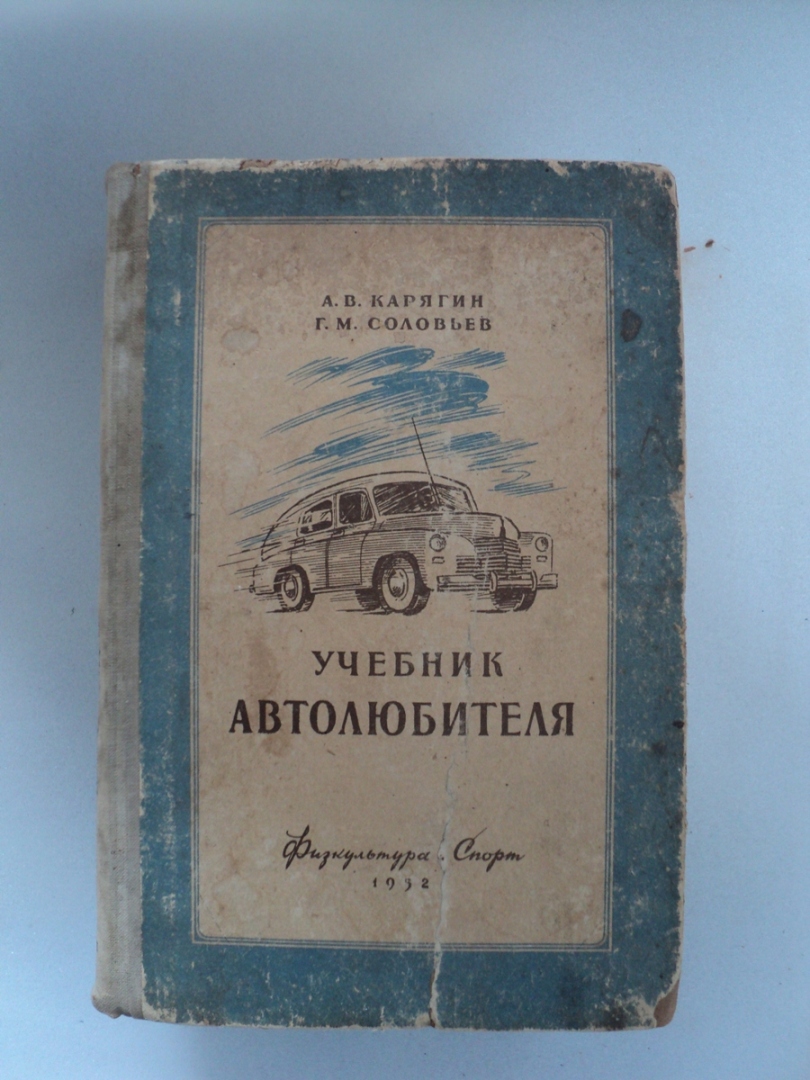 А. В. КАРЯГИН
Г. М. СОЛОВЬЕВ
УЧЕБНИК
АВТОЛЮБИТЕЛЯ
Физкультура и Спорт
1952